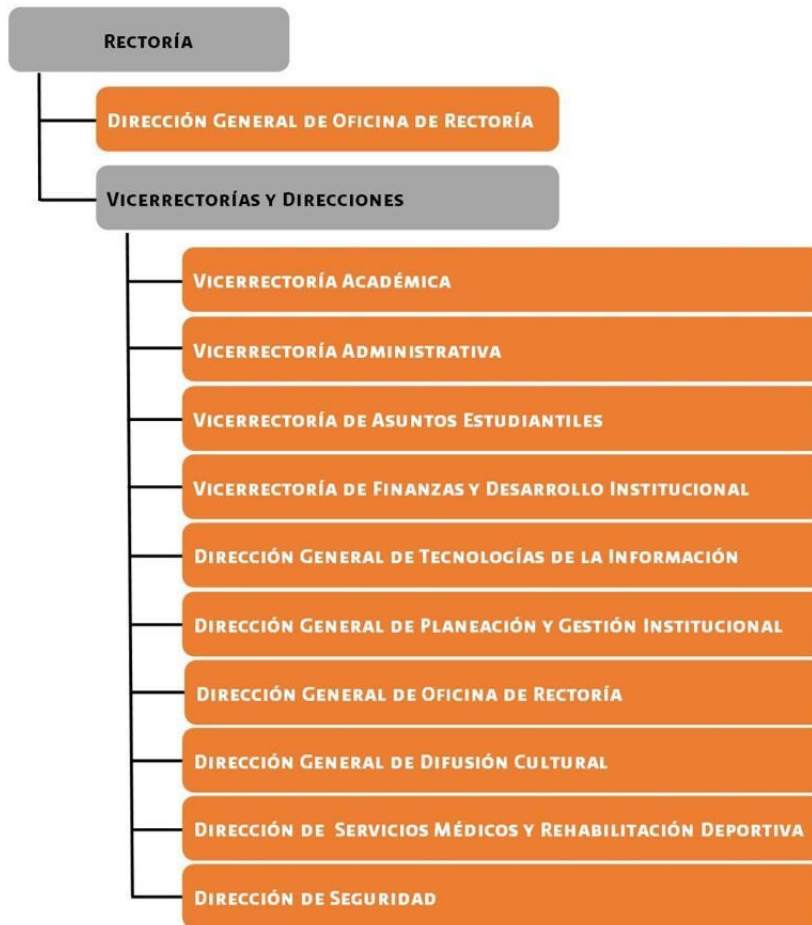 Rectoría
Dirección General de Oficina de Rectoría
Vicerrectorías y Direcciones
Vicerrectoría Académica
Vicerrectoría Administrativa
Vicerrectoría de Asuntos Estudiantiles
Vicerrectoría de Finanzas y Desarrollo Institucional
Dirección General de Tecnologías de la Información
Dirección General de Planeación y Gestión Institucional
Dirección General de Oficina de Rectoría
Dirección General de Difusión Cultural
Dirección de Servicios Médicos y Rehabilitación Deportiva
Dirección de Seguridad